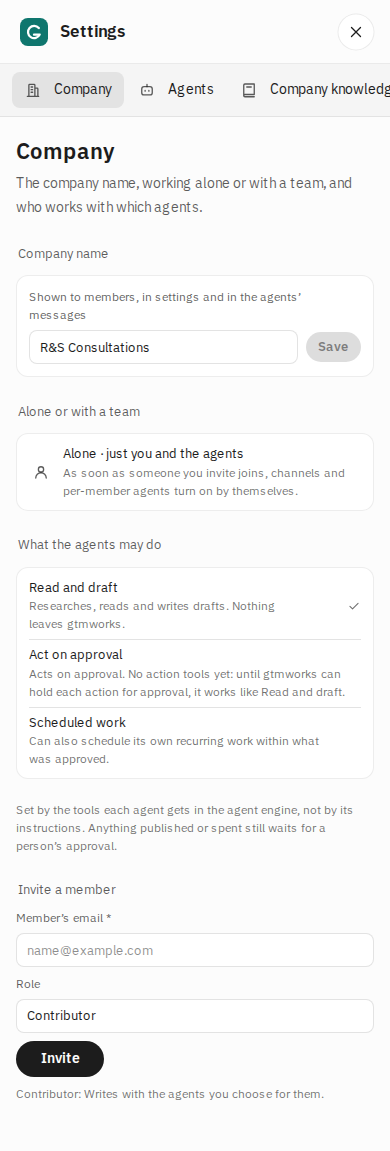 G Settings
Company Agents Company knowledg
Company
The company name, working alone or with a team, and
who works with which agents.
Company name
Shown to members, in settings and in the agents’
messages
R&S Consultations Save
Alone or with a team
Alone · just you and the agents
As soon as someone you invite joins, channels and
per-member agents turn on by themselves.
What the agents may do
Read and draft
Researches, reads and writes drafts. Nothing
leaves gtmworks.
Act on approval
Acts on approval. No action tools yet: until gtmworks can
hold each action for approval, it works like Read and draft.
Scheduled work
Can also schedule its own recurring work within what
was approved.
Set by the tools each agent gets in the agent engine, not by its
instructions. Anything published or spent still waits for a
person’s approval.
Invite a member
Member’s email *
name@example.com
Role
Contributor
Invite
Contributor: Writes with the agents you choose for them.